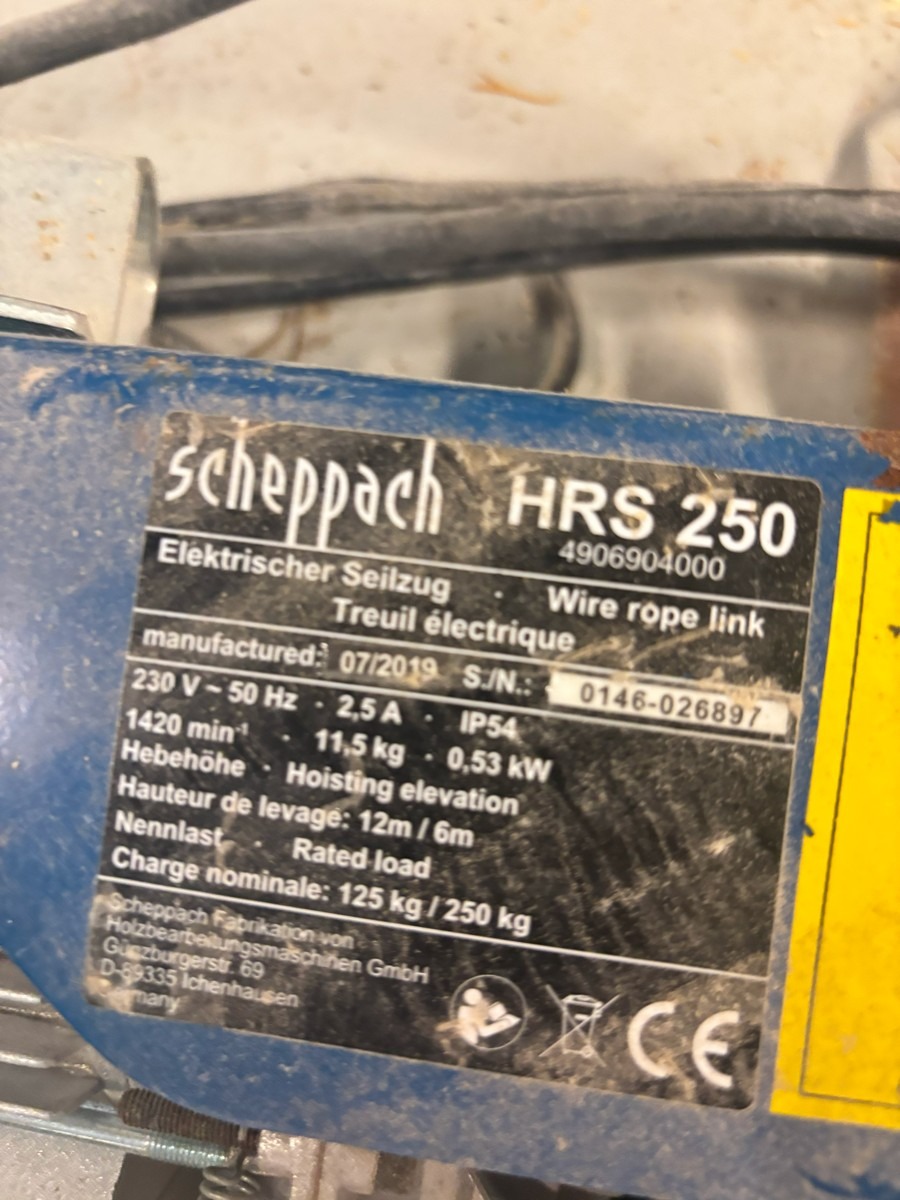 scheppach HRS 250
4906904000
Elektrischer Seilzug · Wire rope link
Treuil électrique
manufactured: 07/2019 S./N.: 0146-026897
230 V ~ 50 Hz · 2,5 A · IP54
1420 min-1 · 11,5 kg · 0,53 kW
Hebehöhe · Hoisting elevation
Hauteur de levage: 12m / 6m
Nennlast · Rated load
Charge nominale: 125 kg / 250 kg
Scheppach Fabrikation von
Holzbearbeitungsmaschinen GmbH
Günzburgerstr. 69
D-89335 Ichenhausen
Germany
CE